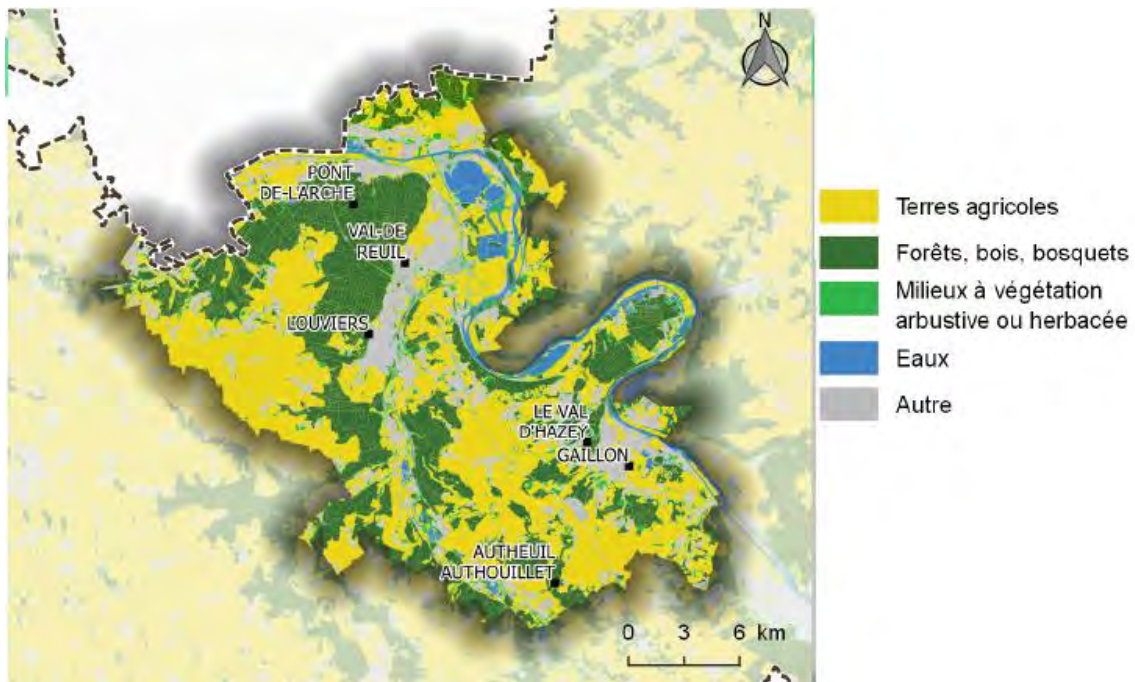 N
PONT
DE-L'ARCHE
VAL-DE
REUIL
LOUVIERS
LE VAL
D'HAZEY
GAILLON
AUTHEUIL
AUTHOUILLET
0 3 6 km
Terres agricoles
Forêts, bois, bosquets
Milieux à végétation
arbustive ou herbacée
Eaux
Autre